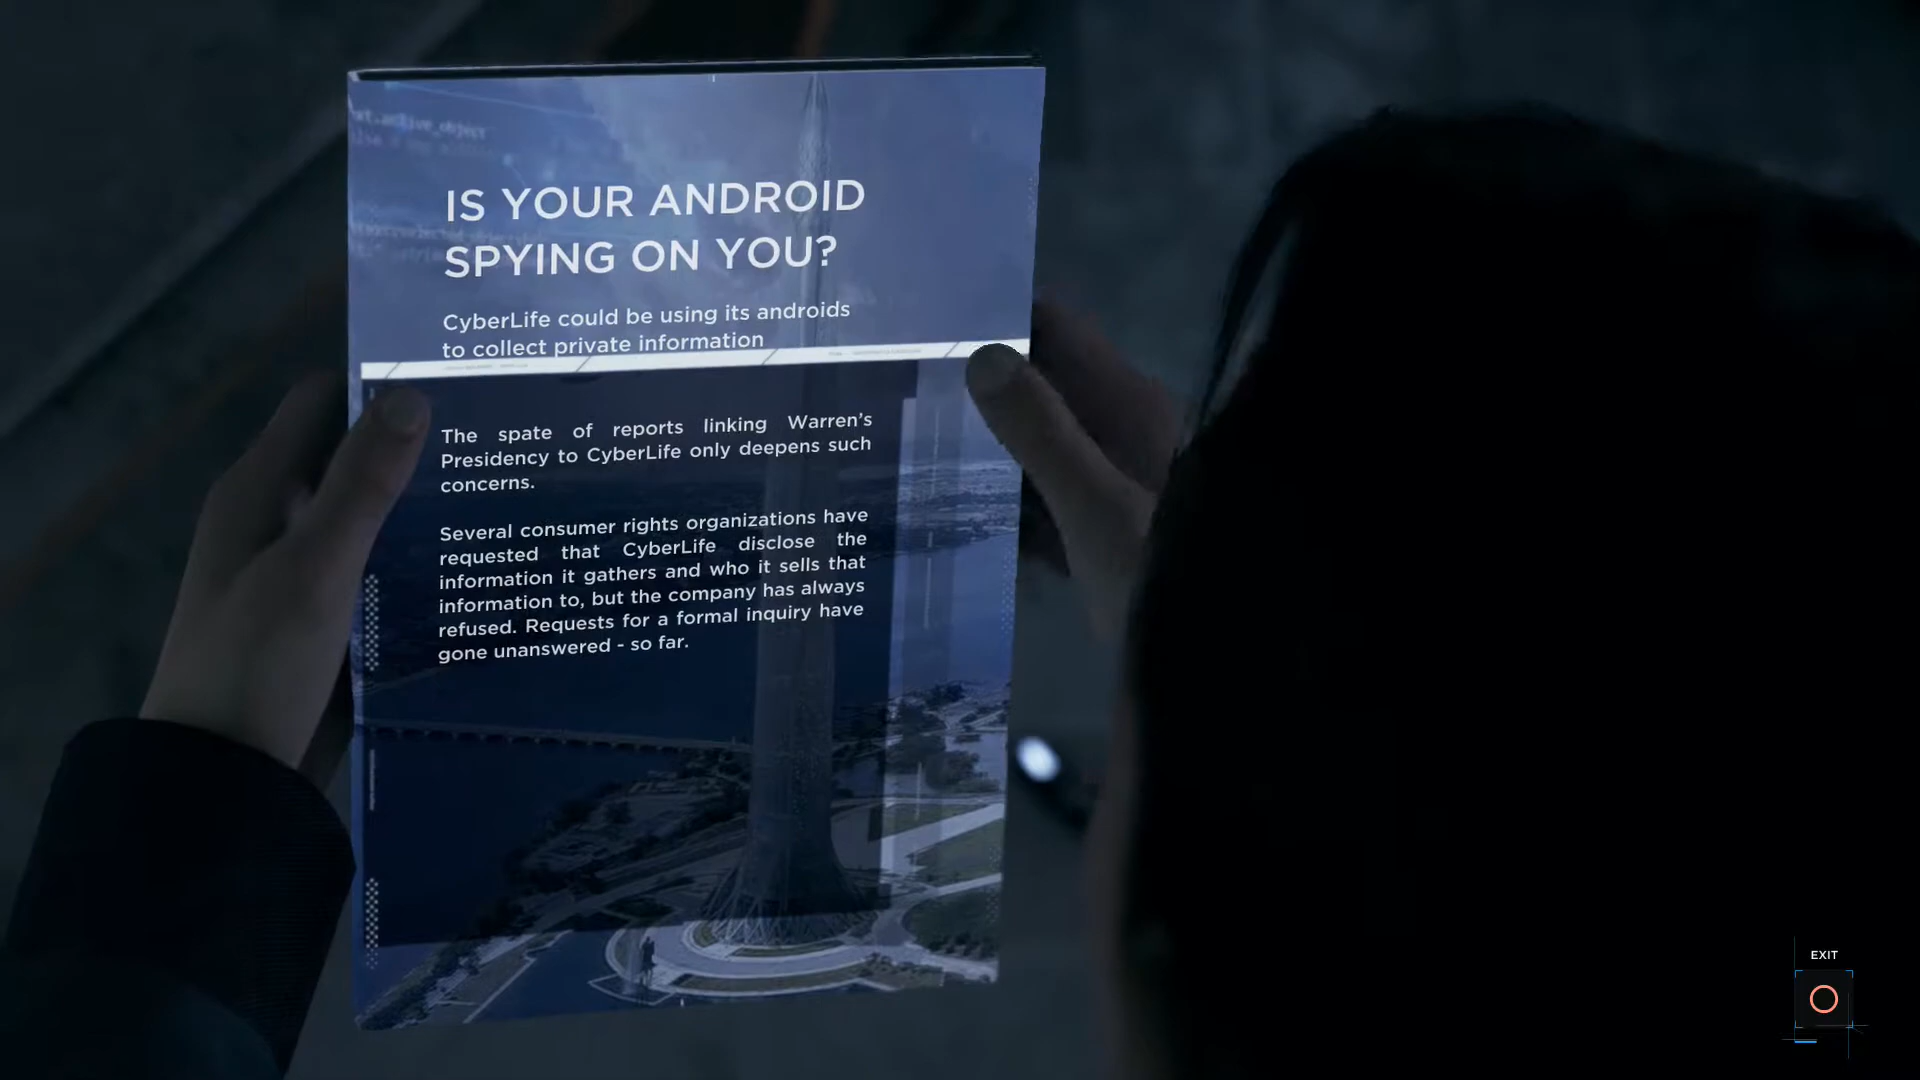 IS YOUR ANDROID
SPYING ON YOU?
CyberLife could be using its androids
to collect private information
The spate of reports linking Warren’s
Presidency to CyberLife only deepens such
concerns.
Several consumer rights organizations have
requested that CyberLife disclose the
information it gathers and who it sells that
information to, but the company has always
refused. Requests for a formal inquiry have
gone unanswered - so far.
EXIT